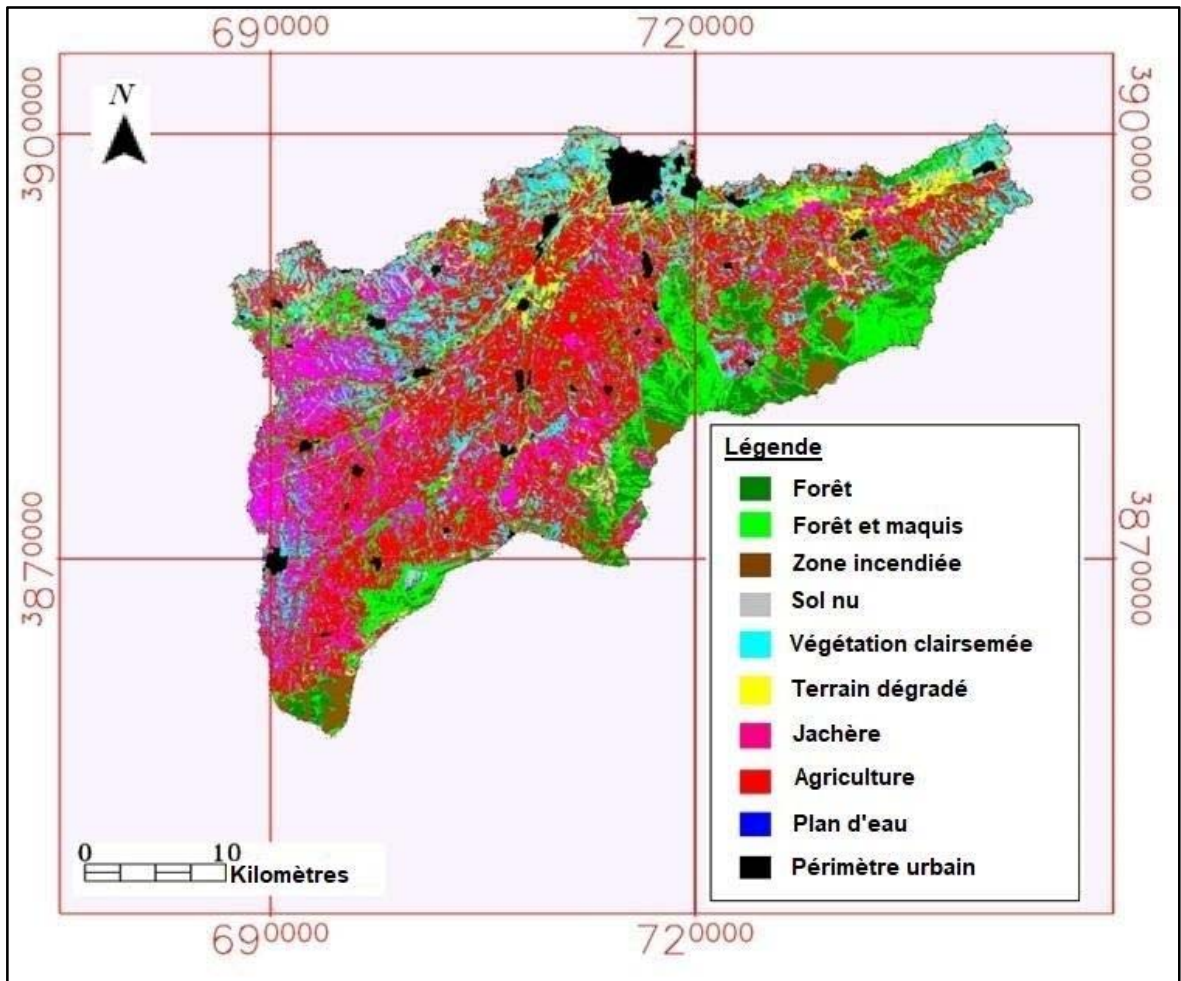 690000
720000
N
3900000
3900000
Légende
Forêt
Forêt et maquis
Zone incendiée
Sol nu
Végétation clairsemée
Terrain dégradé
Jachère
Agriculture
Plan d'eau
Périmètre urbain
3870000
3870000
0 10
Kilomètres
690000
720000